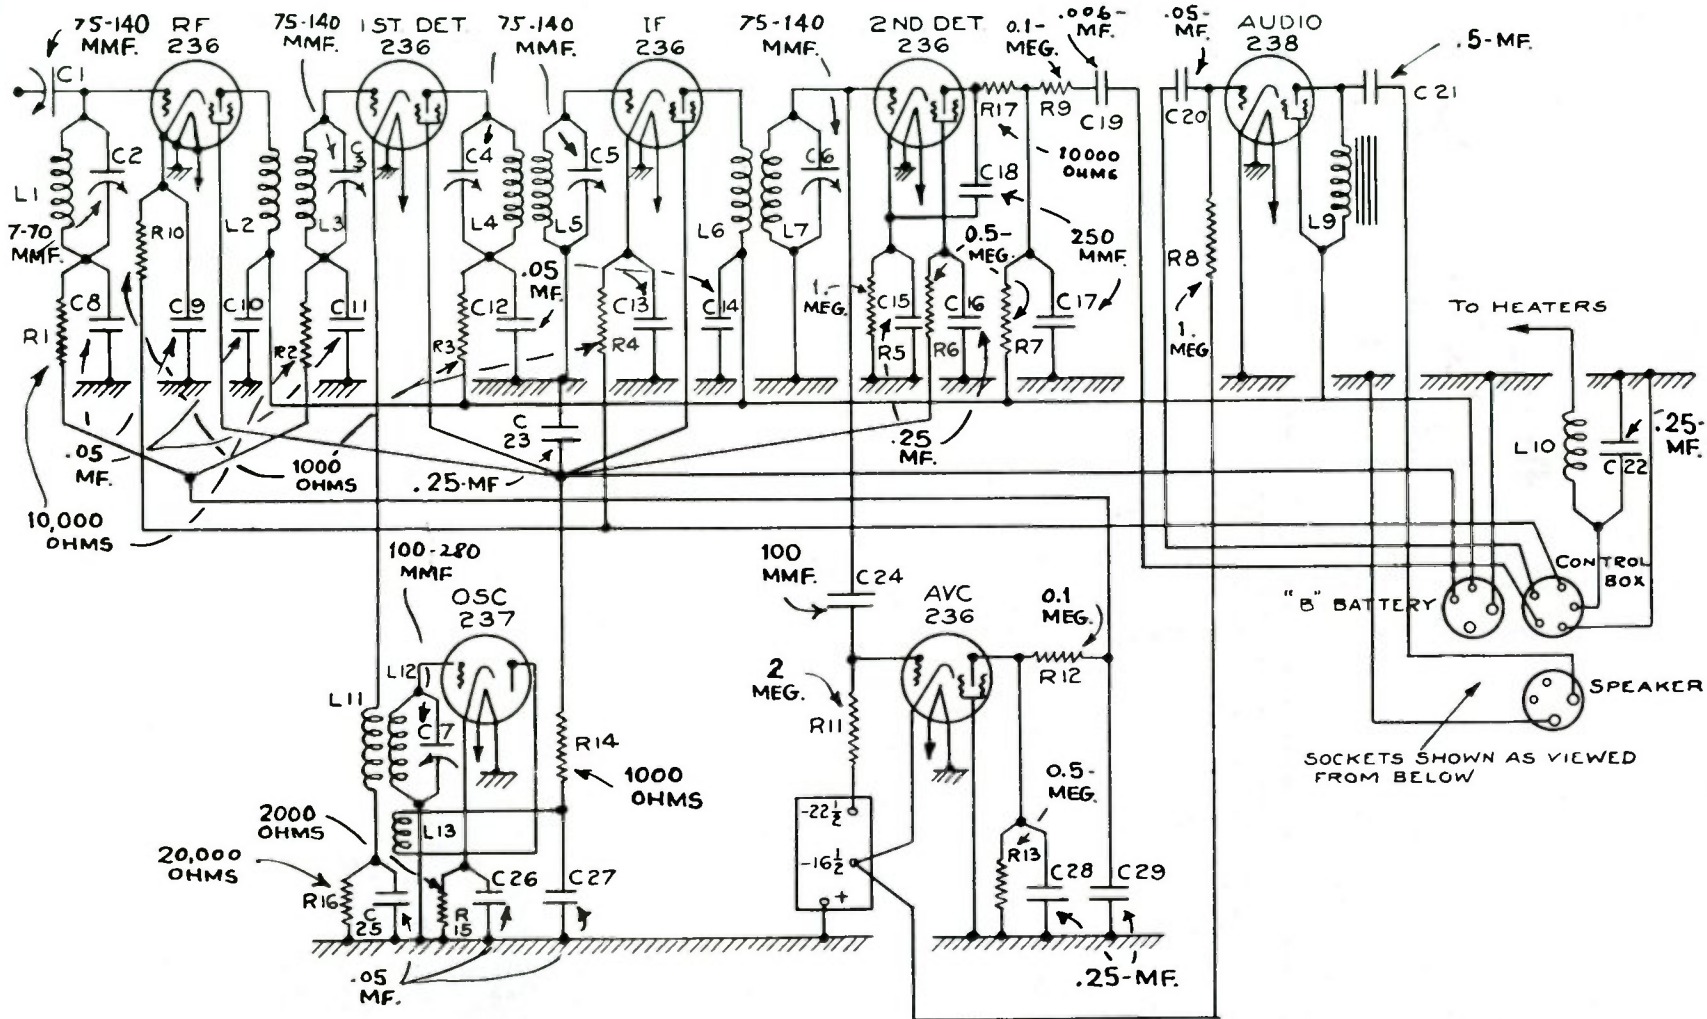 75-140
MMF.
RF
236
75-140
MMF.
1ST DET.
236
75-140
MMF.
IF
236
75-140
MMF.
2ND DET.
236
0.1-
MEG.
.006-
MF.
.05-
MF.
AUDIO
238
.5-MF.
C1
C2
L1
7-70
MMF.
R10
L2
C3
L3
C4
L4
C5
L5
L6
C6
L7
R17
R9
C19
10000
OHMS
C18
C20
C21
L9
R8
1.
MEG
C8
R1
C9
C10
R2
C11
C12
R3
.05
MF.
C13
R4
C14
1.
MEG.
C15
R5
0.5-
MEG.
C16
R6
250
MMF.
C17
R7
TO HEATERS
.05
MF.
1000
OHMS
C
23
.25-MF
.25
MF.
L10
C22
.25-
MF.
10,000
OHMS
100-280
MMF
OSC
237
100
MMF.
C24
AVC
236
0.1
MEG.
"B" BATTERY
CONTROL
BOX
L12
L11
C7
R14
1000
OHMS
2
MEG.
R11
R12
SPEAKER
SOCKETS SHOWN AS VIEWED
FROM BELOW
2000
OHMS
L13
20,000
OHMS
R16
C
25
R
15
C26
C27
-22½
-16½
+
0.5-
MEG.
R13
C28
C29
.05
MF.
.25-MF.